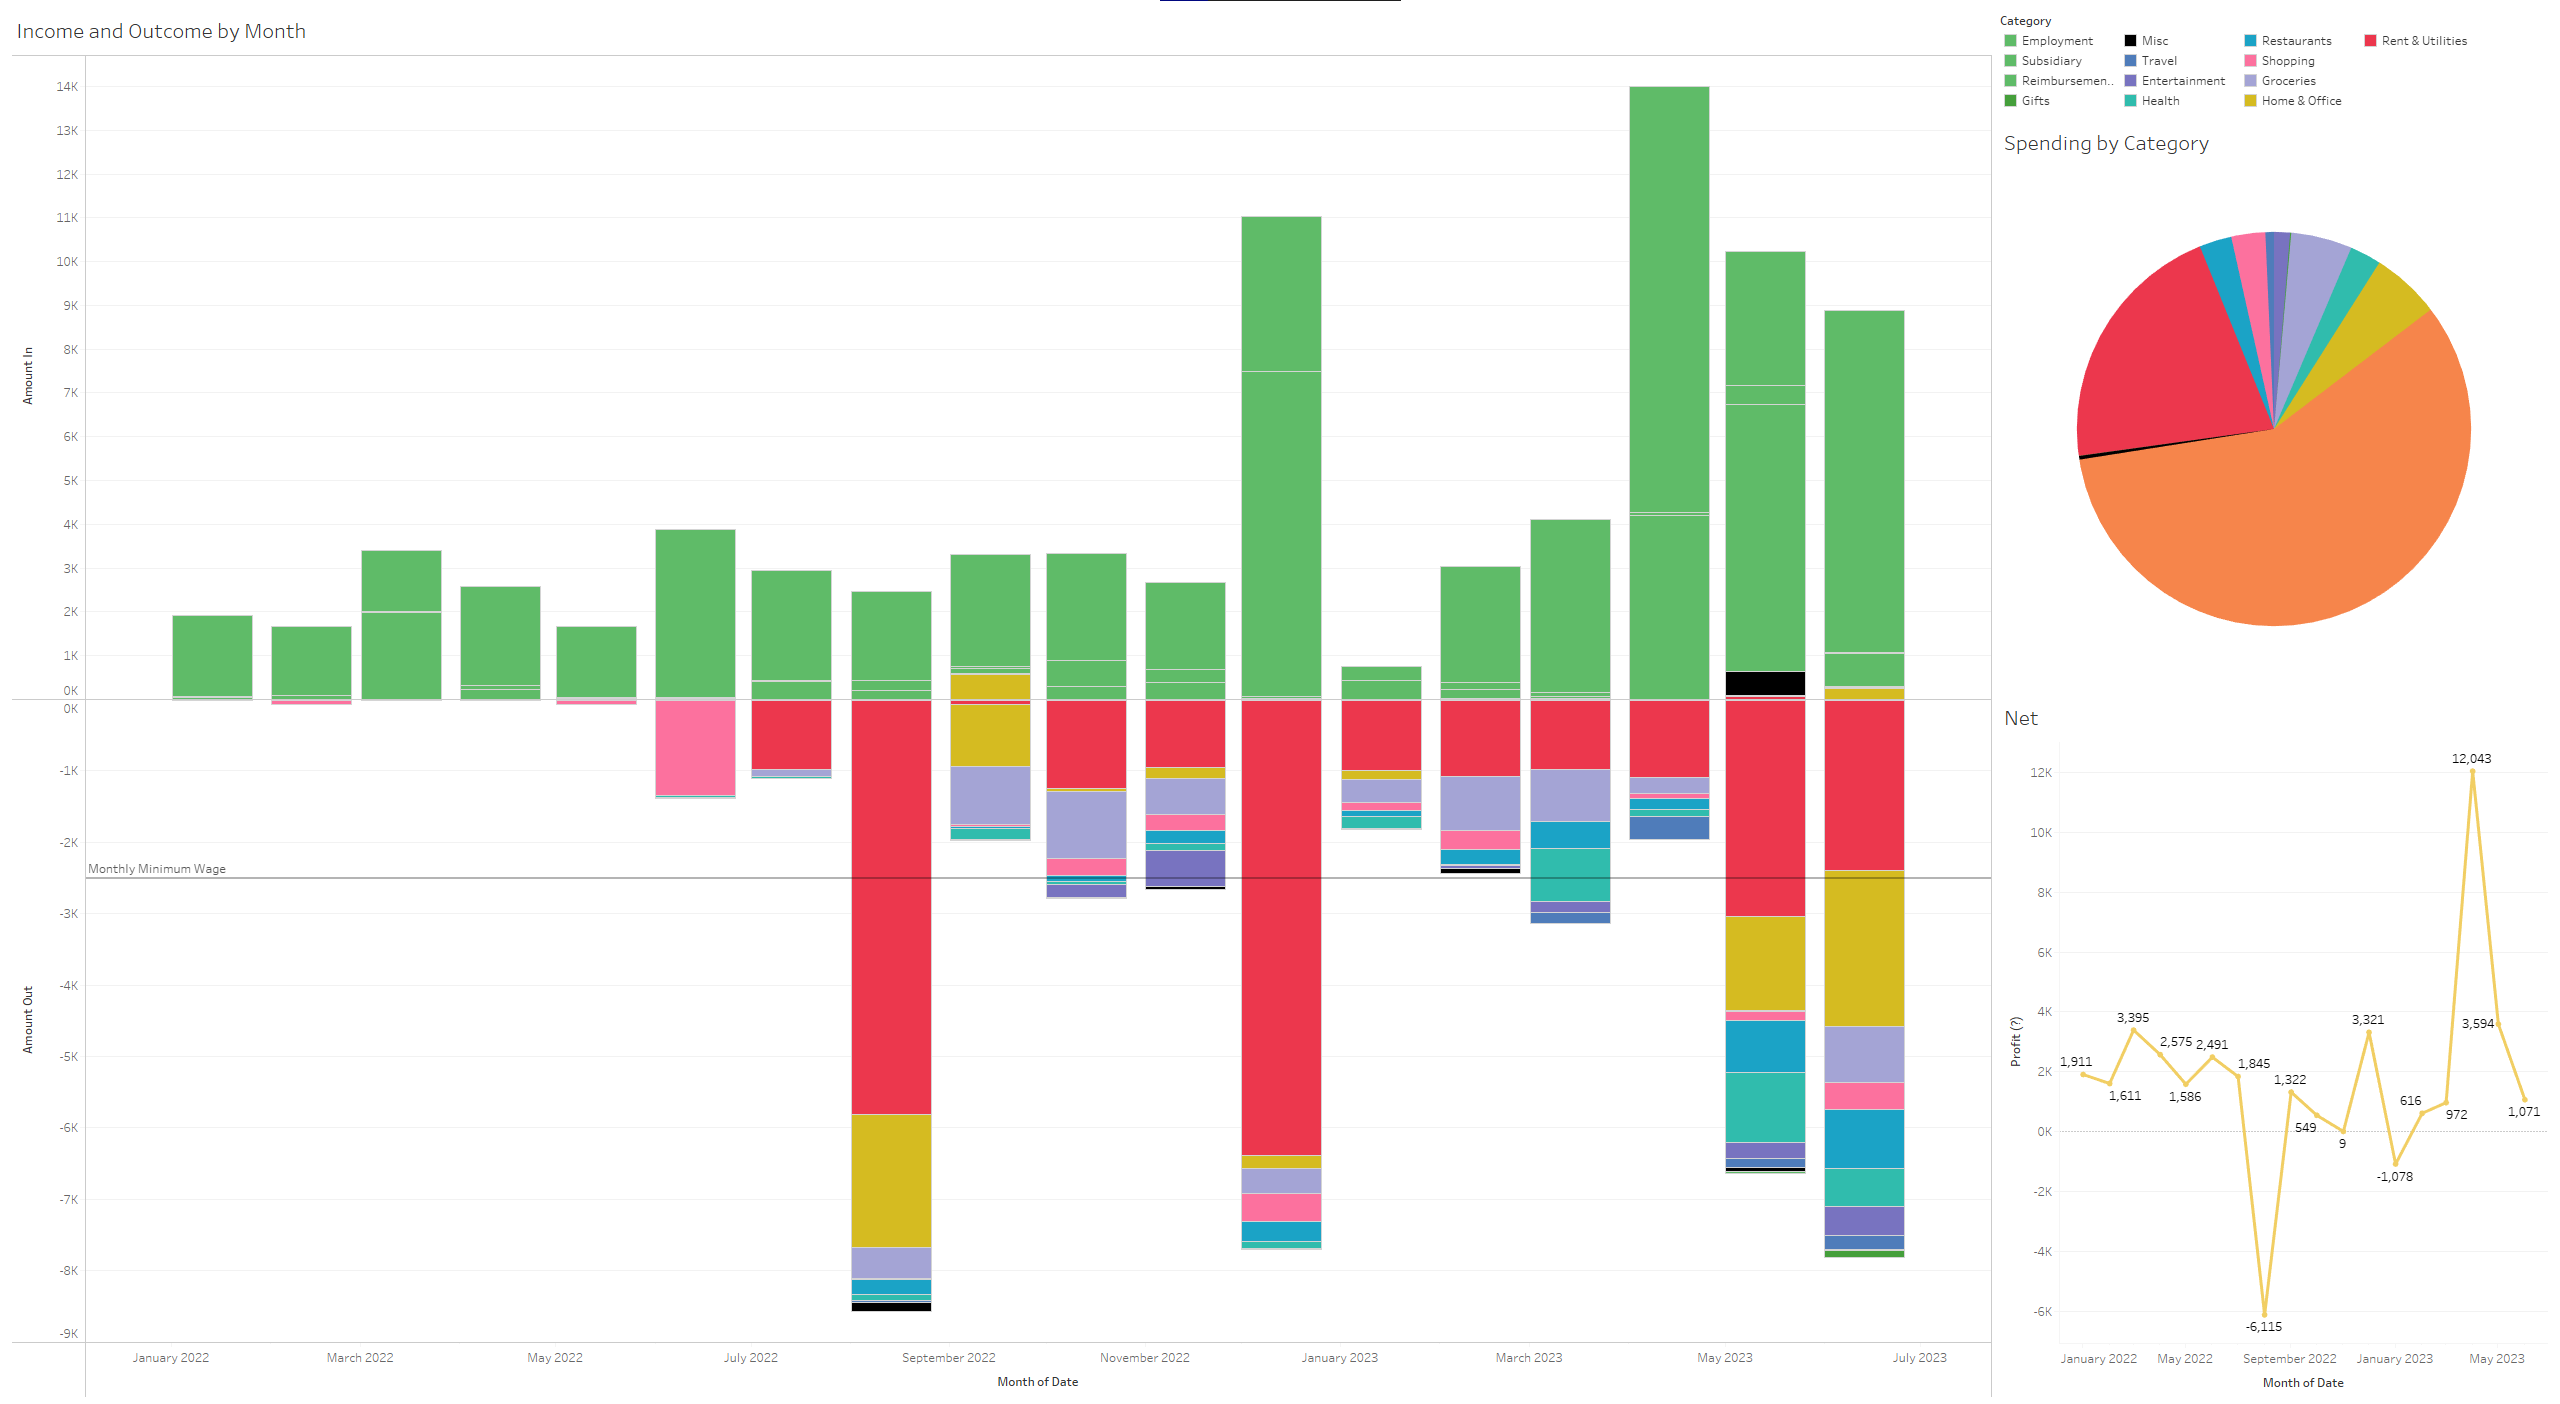 Income and Outcome by Month
14K
13K
12K
11K
10K
9K
8K
7K
6K
5K
4K
3K
2K
1K
0K
Amount In
0K
-1K
-2K
-3K
-4K
-5K
-6K
-7K
-8K
-9K
Amount Out
Monthly Minimum Wage
January 2022 March 2022 May 2022 July 2022 September 2022 November 2022 January 2023 March 2023 May 2023 July 2023
Month of Date
Category
Employment Misc Restaurants Rent & Utilities
Subsidiary Travel Shopping
Reimbursemen.. Entertainment Groceries
Gifts Health Home & Office
Spending by Category
Net
12K
10K
8K
6K
4K
2K
0K
-2K
-4K
-6K
Profit (?)
1,911
1,611
3,395
2,575
1,586
2,491
1,845
-6,115
1,322
549
9
3,321
-1,078
616
972
12,043
3,594
1,071
January 2022 May 2022 September 2022 January 2023 May 2023
Month of Date